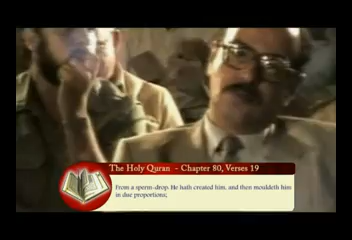 The Holy Quran - Chapter 80, Verses 19
From a sperm-drop. He hath created him, and then mouldeth him
in due proportions;